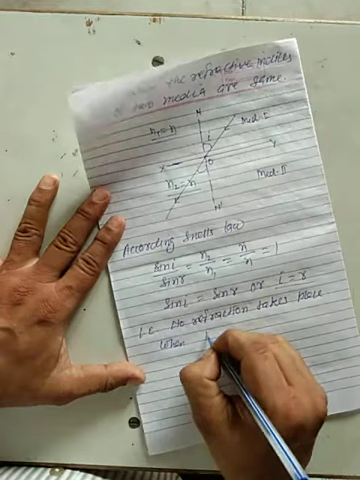 the refractive indices
of two media are same.
N
n₁=n
Med-I
i
X
O
Y
n₂=n
r
Med-II
N'
According Snells law
Sini/Sinr = n₂/n₁ = n/n = 1
Sini = Sinr or i=r
i.e. No refraction takes place
when